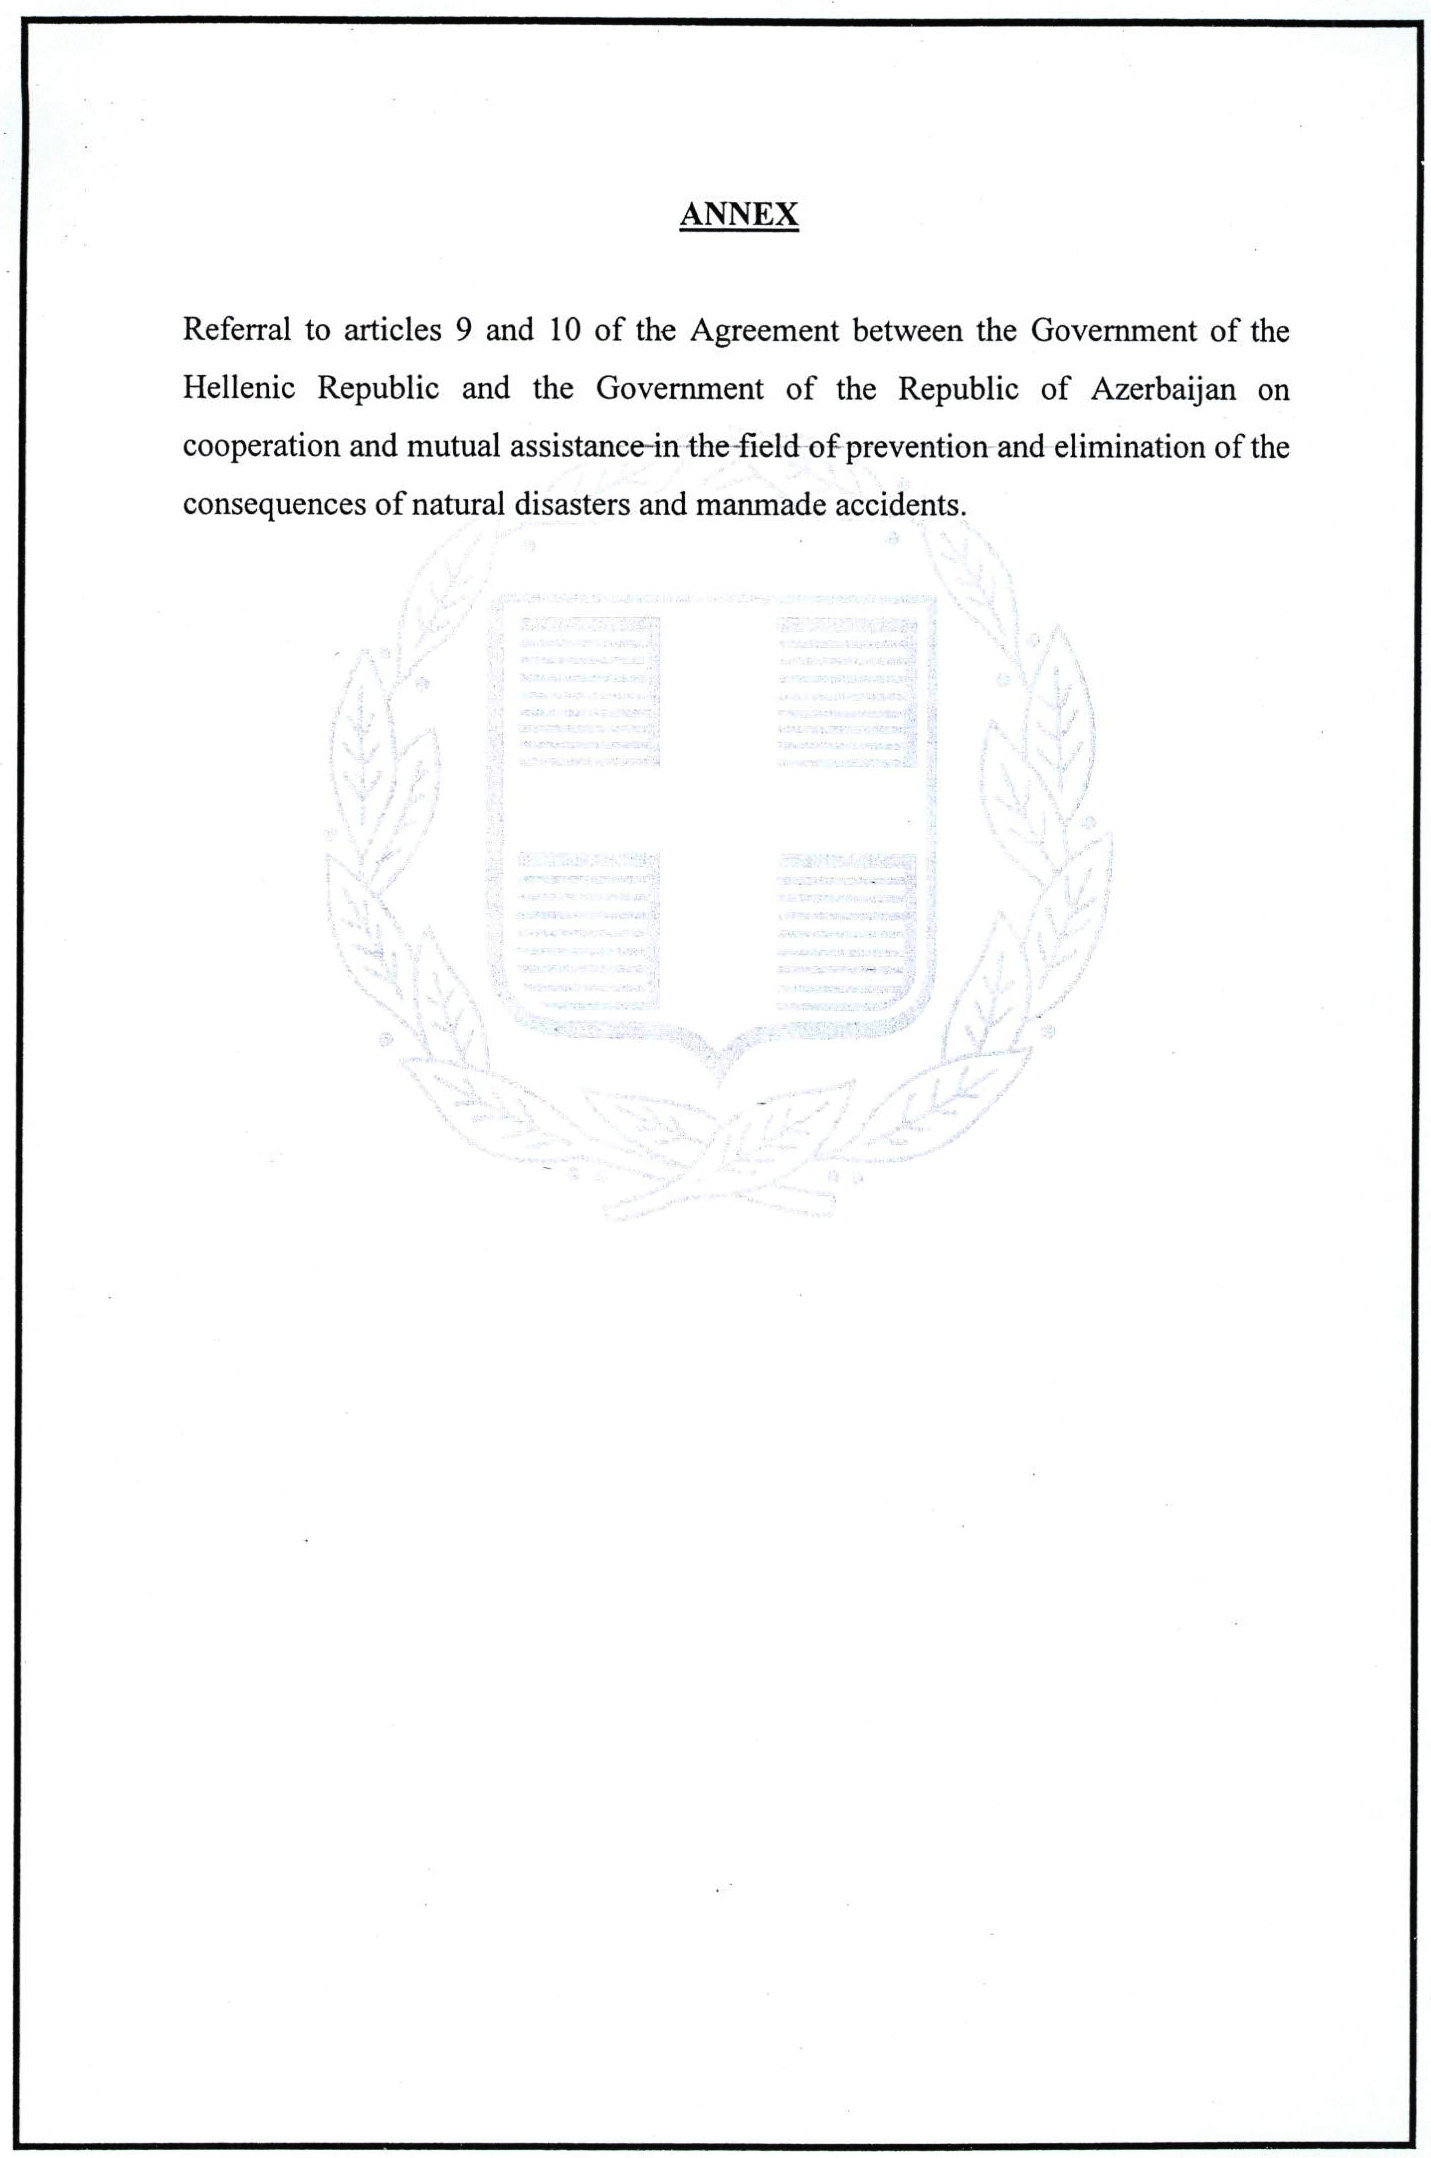 ANNEX
Referral to articles 9 and 10 of the Agreement between the Government of the
Hellenic Republic and the Government of the Republic of Azerbaijan on
cooperation and mutual assistance in the field of prevention and elimination of the
consequences of natural disasters and manmade accidents.